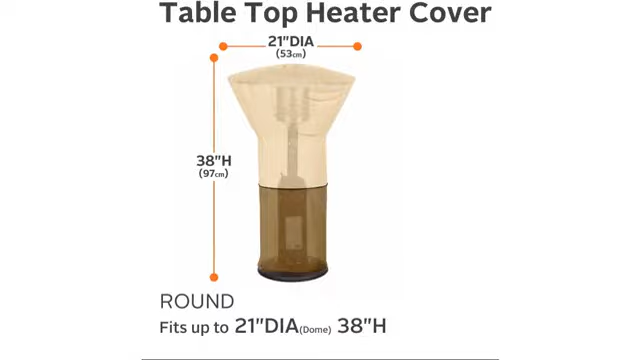 Table Top Heater Cover
21"DIA
(53cm)
38"H
(97cm)
ROUND
Fits up to 21"DIA(Dome) 38"H